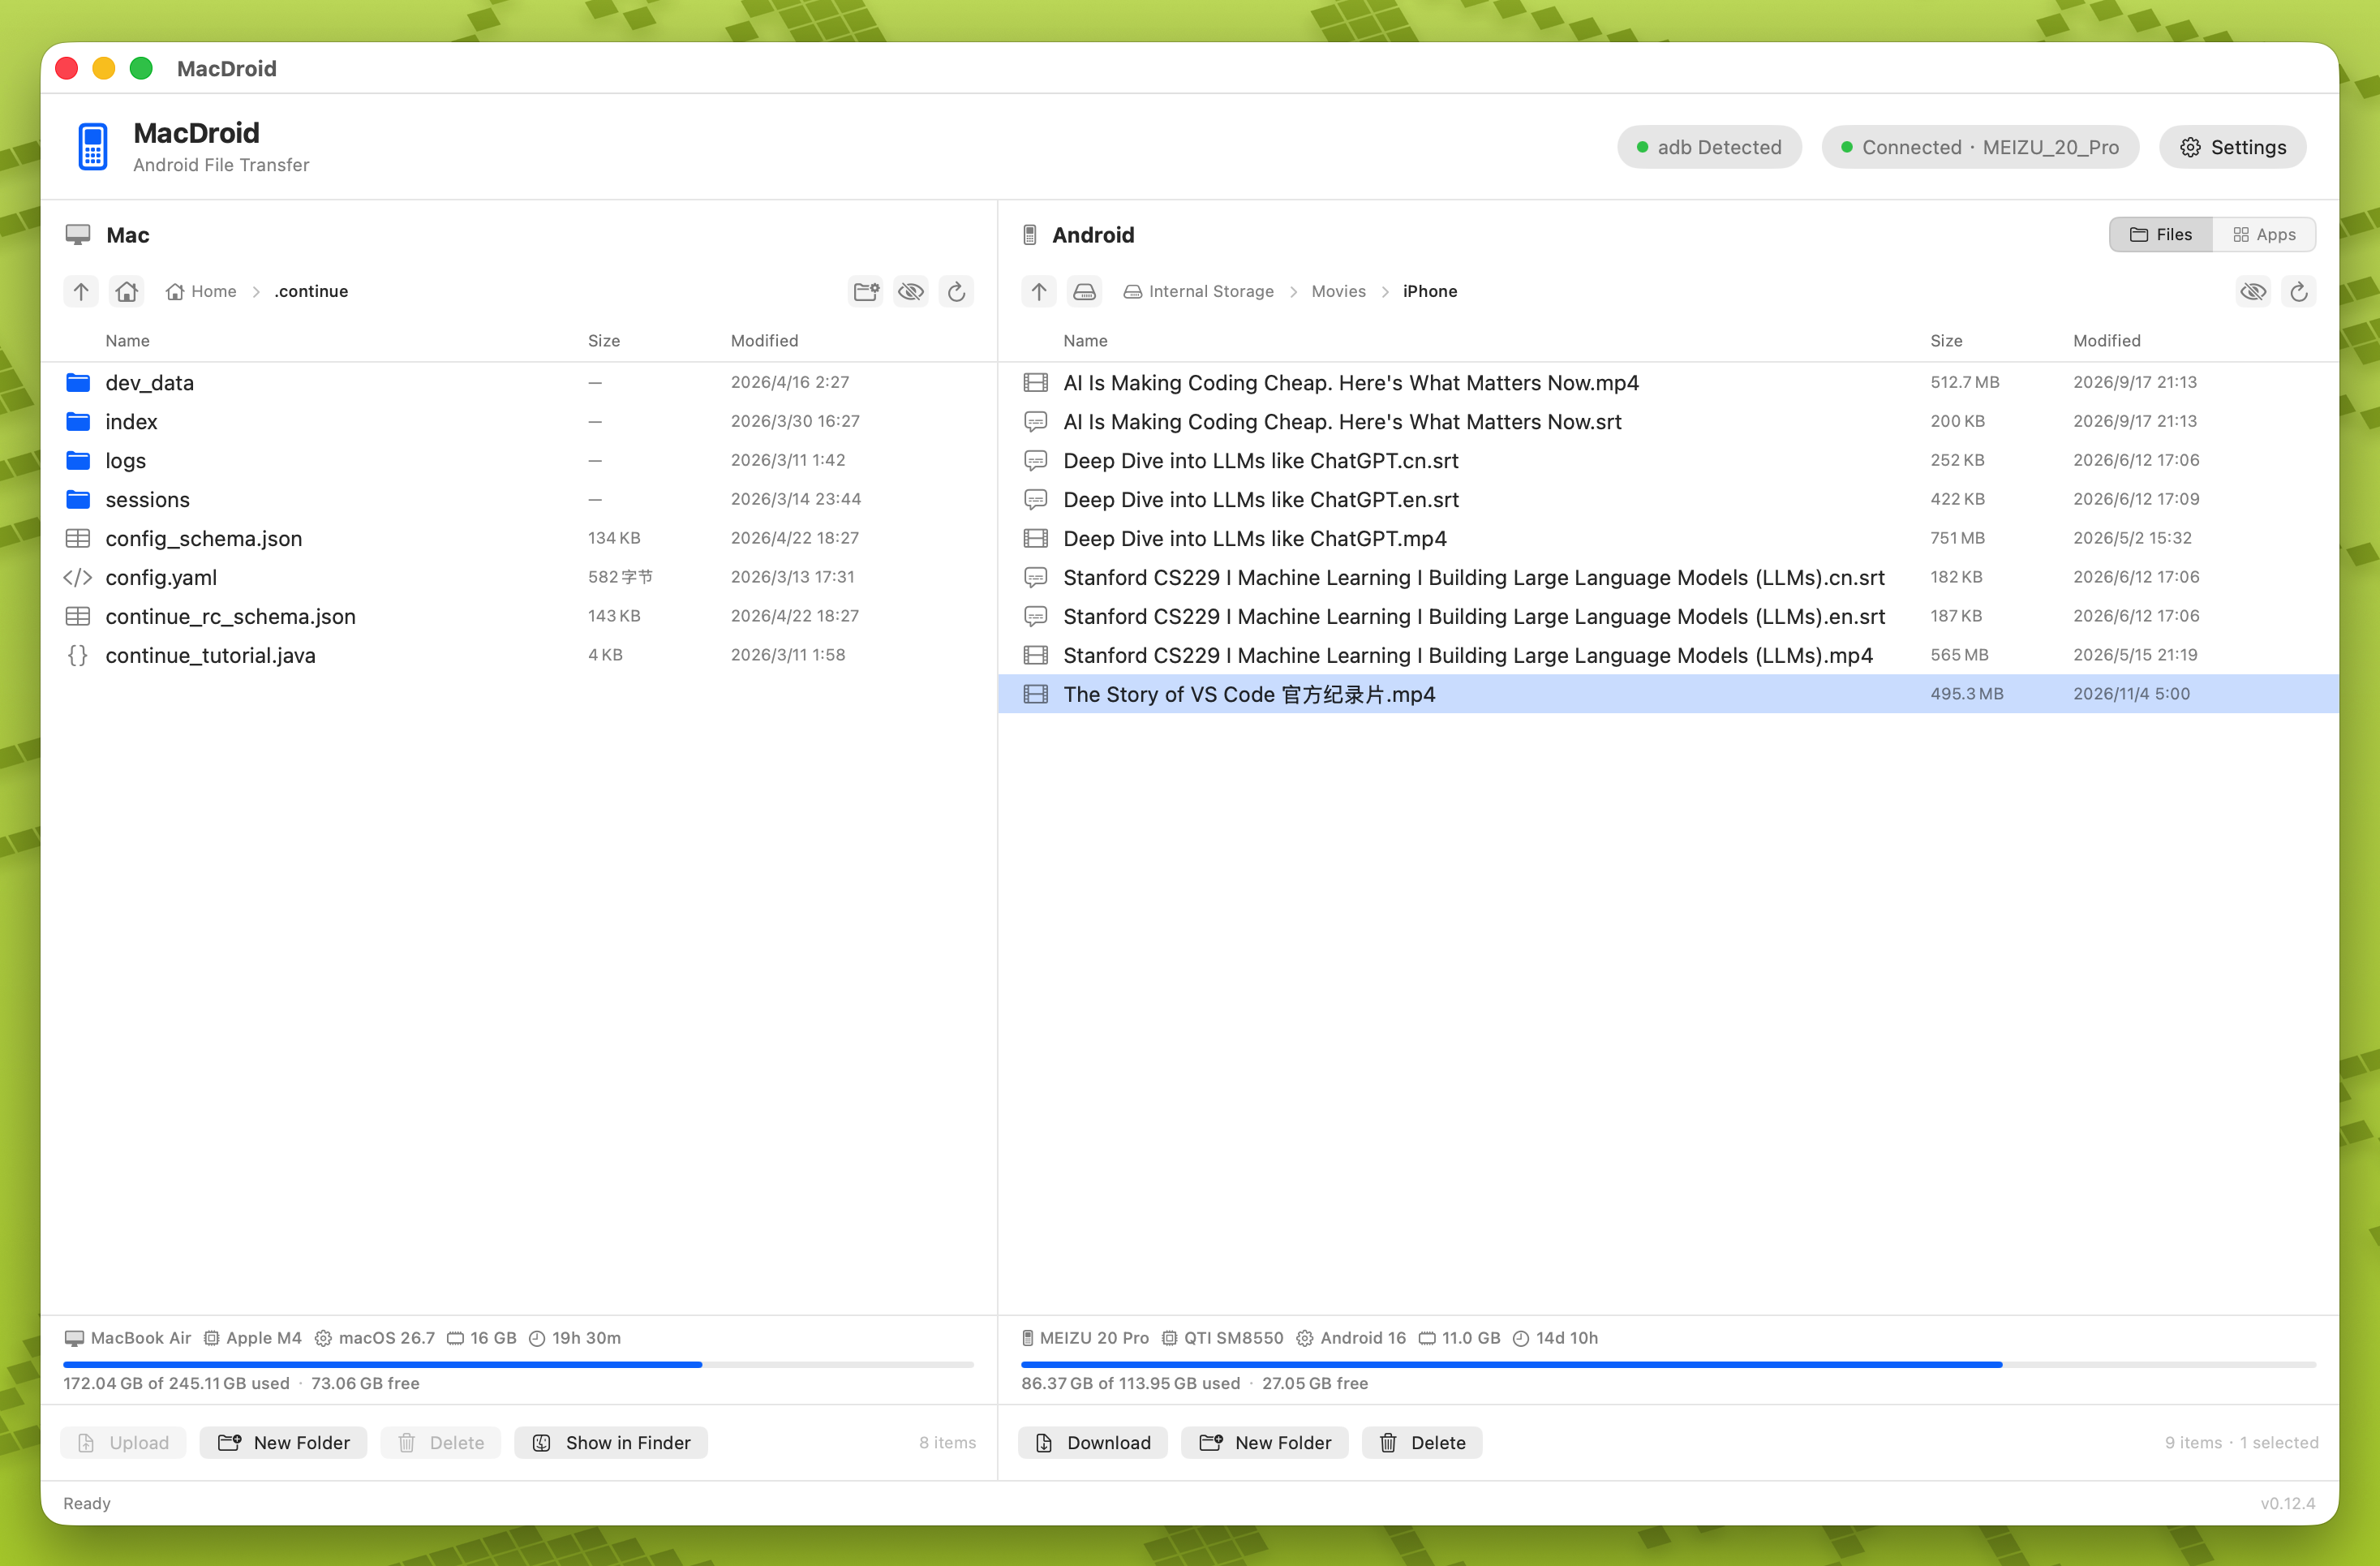 MacDroid
MacDroid
Android File Transfer
adb Detected
Connected · MEIZU_20_Pro
Settings
Mac
Home > .continue
Name Size Modified
dev_data — 2026/4/16 2:27
index — 2026/3/30 16:27
logs — 2026/3/11 1:42
sessions — 2026/3/14 23:44
config_schema.json 134 KB 2026/4/22 18:27
config.yaml 582 字节 2026/3/13 17:31
continue_rc_schema.json 143 KB 2026/4/22 18:27
continue_tutorial.java 4 KB 2026/3/11 1:58
MacBook Air Apple M4 macOS 26.7 16 GB 19h 30m
172.04 GB of 245.11 GB used · 73.06 GB free
Upload New Folder Delete Show in Finder 8 items
Android
Files Apps
Internal Storage > Movies > iPhone
Name Size Modified
AI Is Making Coding Cheap. Here's What Matters Now.mp4 512.7 MB 2026/9/17 21:13
AI Is Making Coding Cheap. Here's What Matters Now.srt 200 KB 2026/9/17 21:13
Deep Dive into LLMs like ChatGPT.cn.srt 252 KB 2026/6/12 17:06
Deep Dive into LLMs like ChatGPT.en.srt 422 KB 2026/6/12 17:09
Deep Dive into LLMs like ChatGPT.mp4 751 MB 2026/5/2 15:32
Stanford CS229 I Machine Learning I Building Large Language Models (LLMs).cn.srt 182 KB 2026/6/12 17:06
Stanford CS229 I Machine Learning I Building Large Language Models (LLMs).en.srt 187 KB 2026/6/12 17:06
Stanford CS229 I Machine Learning I Building Large Language Models (LLMs).mp4 565 MB 2026/5/15 21:19
The Story of VS Code 官方纪录片.mp4 495.3 MB 2026/11/4 5:00
MEIZU 20 Pro QTI SM8550 Android 16 11.0 GB 14d 10h
86.37 GB of 113.95 GB used · 27.05 GB free
Download New Folder Delete 9 items · 1 selected
Ready
v0.12.4